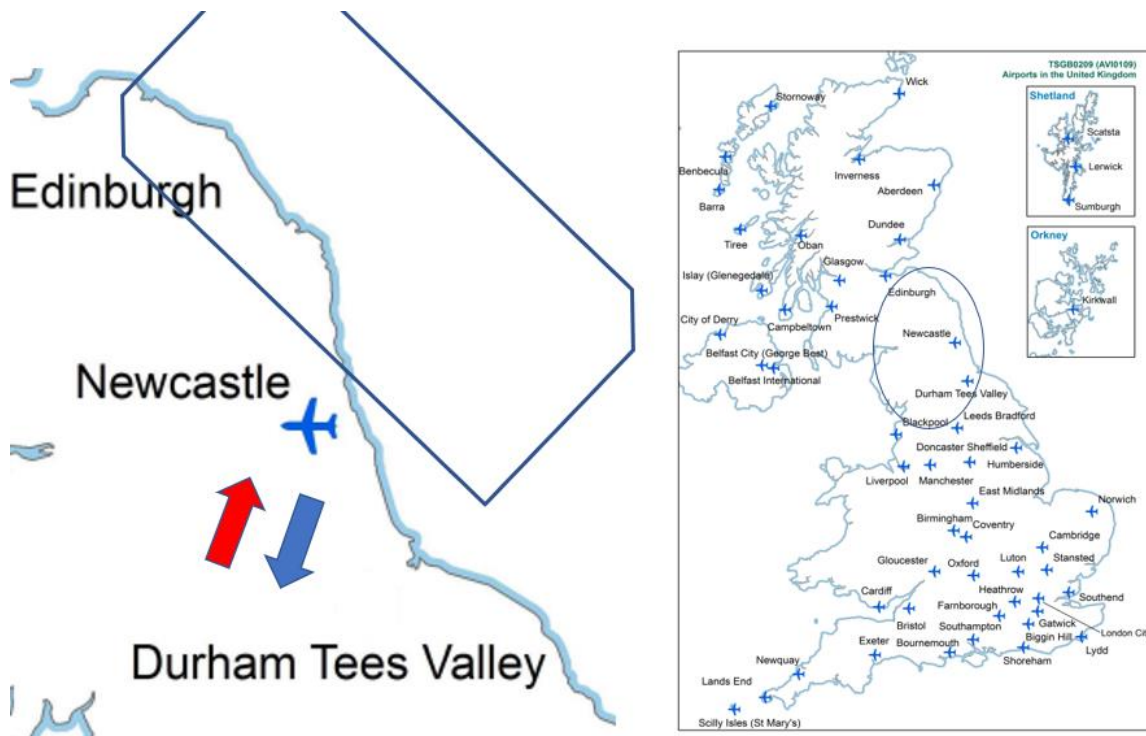 Edinburgh
Newcastle
Durham Tees Valley
TSGB0209 (AVI0109)
Airports in the United Kingdom
Shetland
Scatsta
Lerwick
Sumburgh
Orkney
Kirkwall
Wick
Stornoway
Benbecula
Barra
Inverness
Aberdeen
Tiree
Oban
Dundee
Glasgow
Islay (Glenegedale)
Edinburgh
City of Derry
Campbeltown
Prestwick
Newcastle
Belfast City (George Best)
Belfast International
Durham Tees Valley
Blackpool
Leeds Bradford
Doncaster Sheffield
Humberside
Liverpool
Manchester
East Midlands
Norwich
Birmingham
Coventry
Cambridge
Gloucester
Oxford
Luton
Stansted
Cardiff
Heathrow
Southend
Bristol
Farnborough
Gatwick
London City
Southampton
Biggin Hill
Lydd
Exeter
Bournemouth
Shoreham
Newquay
Lands End
Scilly Isles (St Mary's)